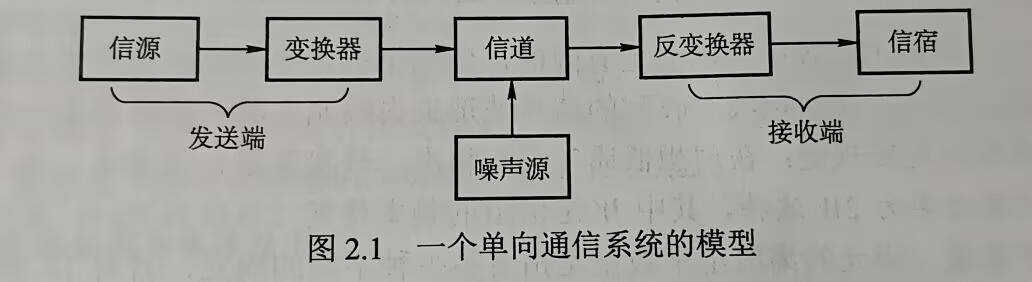 信源 变换器 信道 反变换器 信宿
发送端 接收端
噪声源
图 2.1 一个单向通信系统的模型